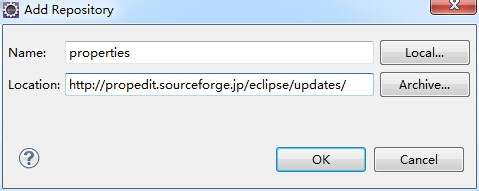 Add Repository
Name: properties Local...
Location: http://propedit.sourceforge.jp/eclipse/updates/ Archive...
? OK Cancel